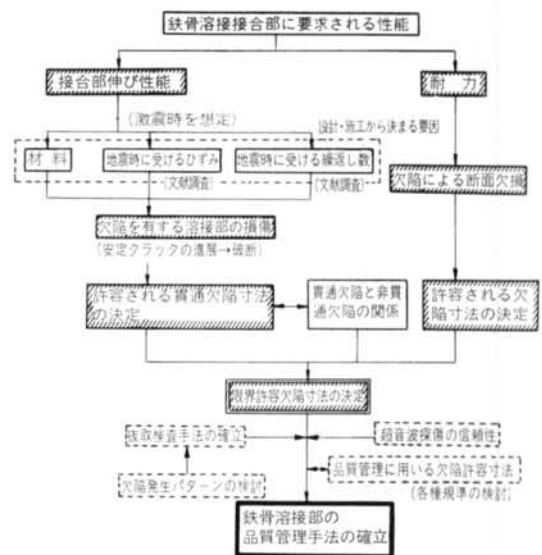 鉄骨溶接接合部に要求される性能
接合部伸び性能
耐力
(激震時を想定)
設計・施工から決まる要因
材料
地震時に受けるひずみ
地震時に受ける繰返し数
(文献調査)
(文献調査)
欠陥による断面欠損
欠陥を有する溶接部の損傷
(安定クラックの進展→破断)
許容される貫通欠陥寸法
の決定
貫通欠陥と非貫
通欠陥の関係
許容される欠
陥寸法の決定
限界許容欠陥寸法の決定
抜取検査手法の確立
超音波探傷の信頼性
欠陥発生パターンの検討
品質管理に用いる欠陥許容寸法
(各種規準の検討)
鉄骨溶接部の
品質管理手法の確立